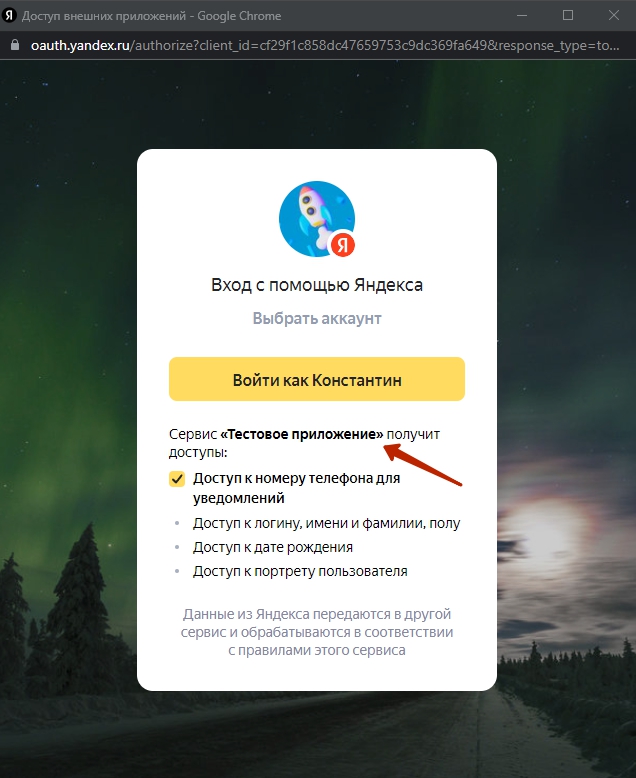 Доступ внешних приложений - Google Chrome
oauth.yandex.ru/authorize?client_id=cf29f1c858dc47659753c9dc369fa649&response_type=to...
Я
Вход с помощью Яндекса
Выбрать аккаунт
Войти как Константин
Сервис «Тестовое приложение» получит
доступы:
Доступ к номеру телефона для
уведомлений
Доступ к логину, имени и фамилии, полу
Доступ к дате рождения
Доступ к портрету пользователя
Данные из Яндекса передаются в другой
сервис и обрабатываются в соответствии
с правилами этого сервиса